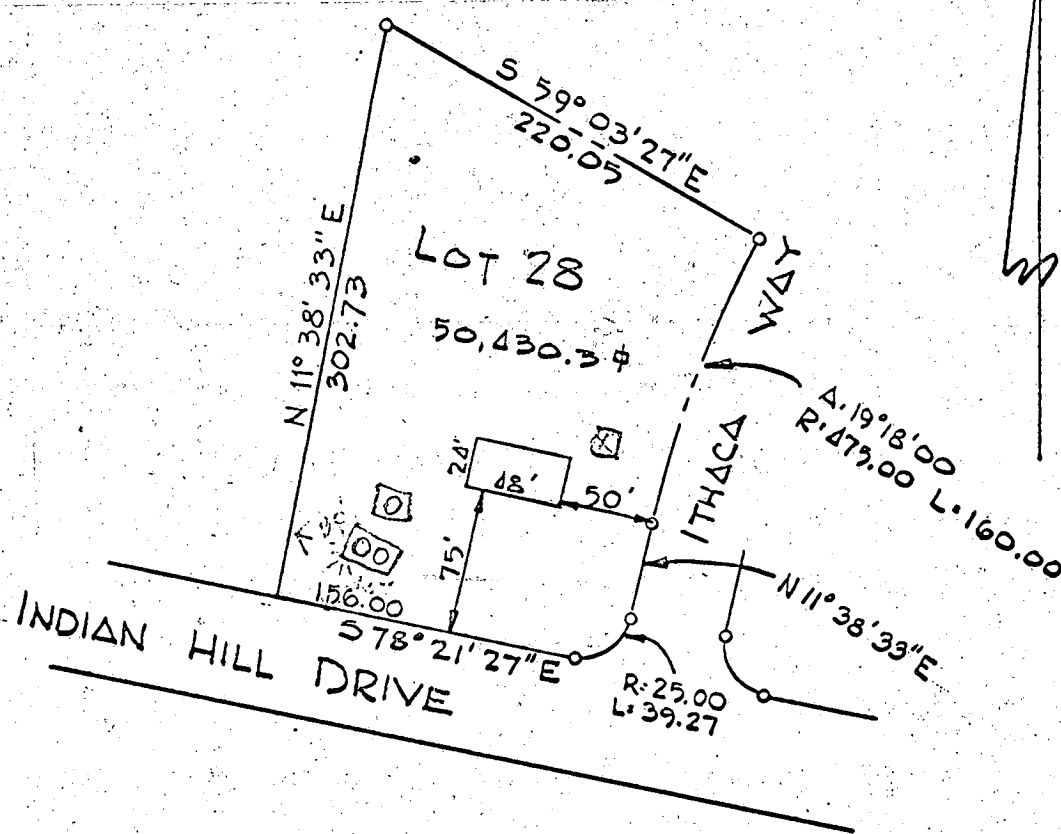 S 59° 03' 27" E
220.05
WAY
LOT 28
50,430.3
N 11° 38' 33" E
302.73
24'
48'
50'
75'
ITHACA
Δ: 19° 18' 00
R: 475.00 L: 160.00
N 11° 38' 33" E
156.00
S 78° 21' 27" E
R: 25.00
L: 39.27
INDIAN HILL DRIVE